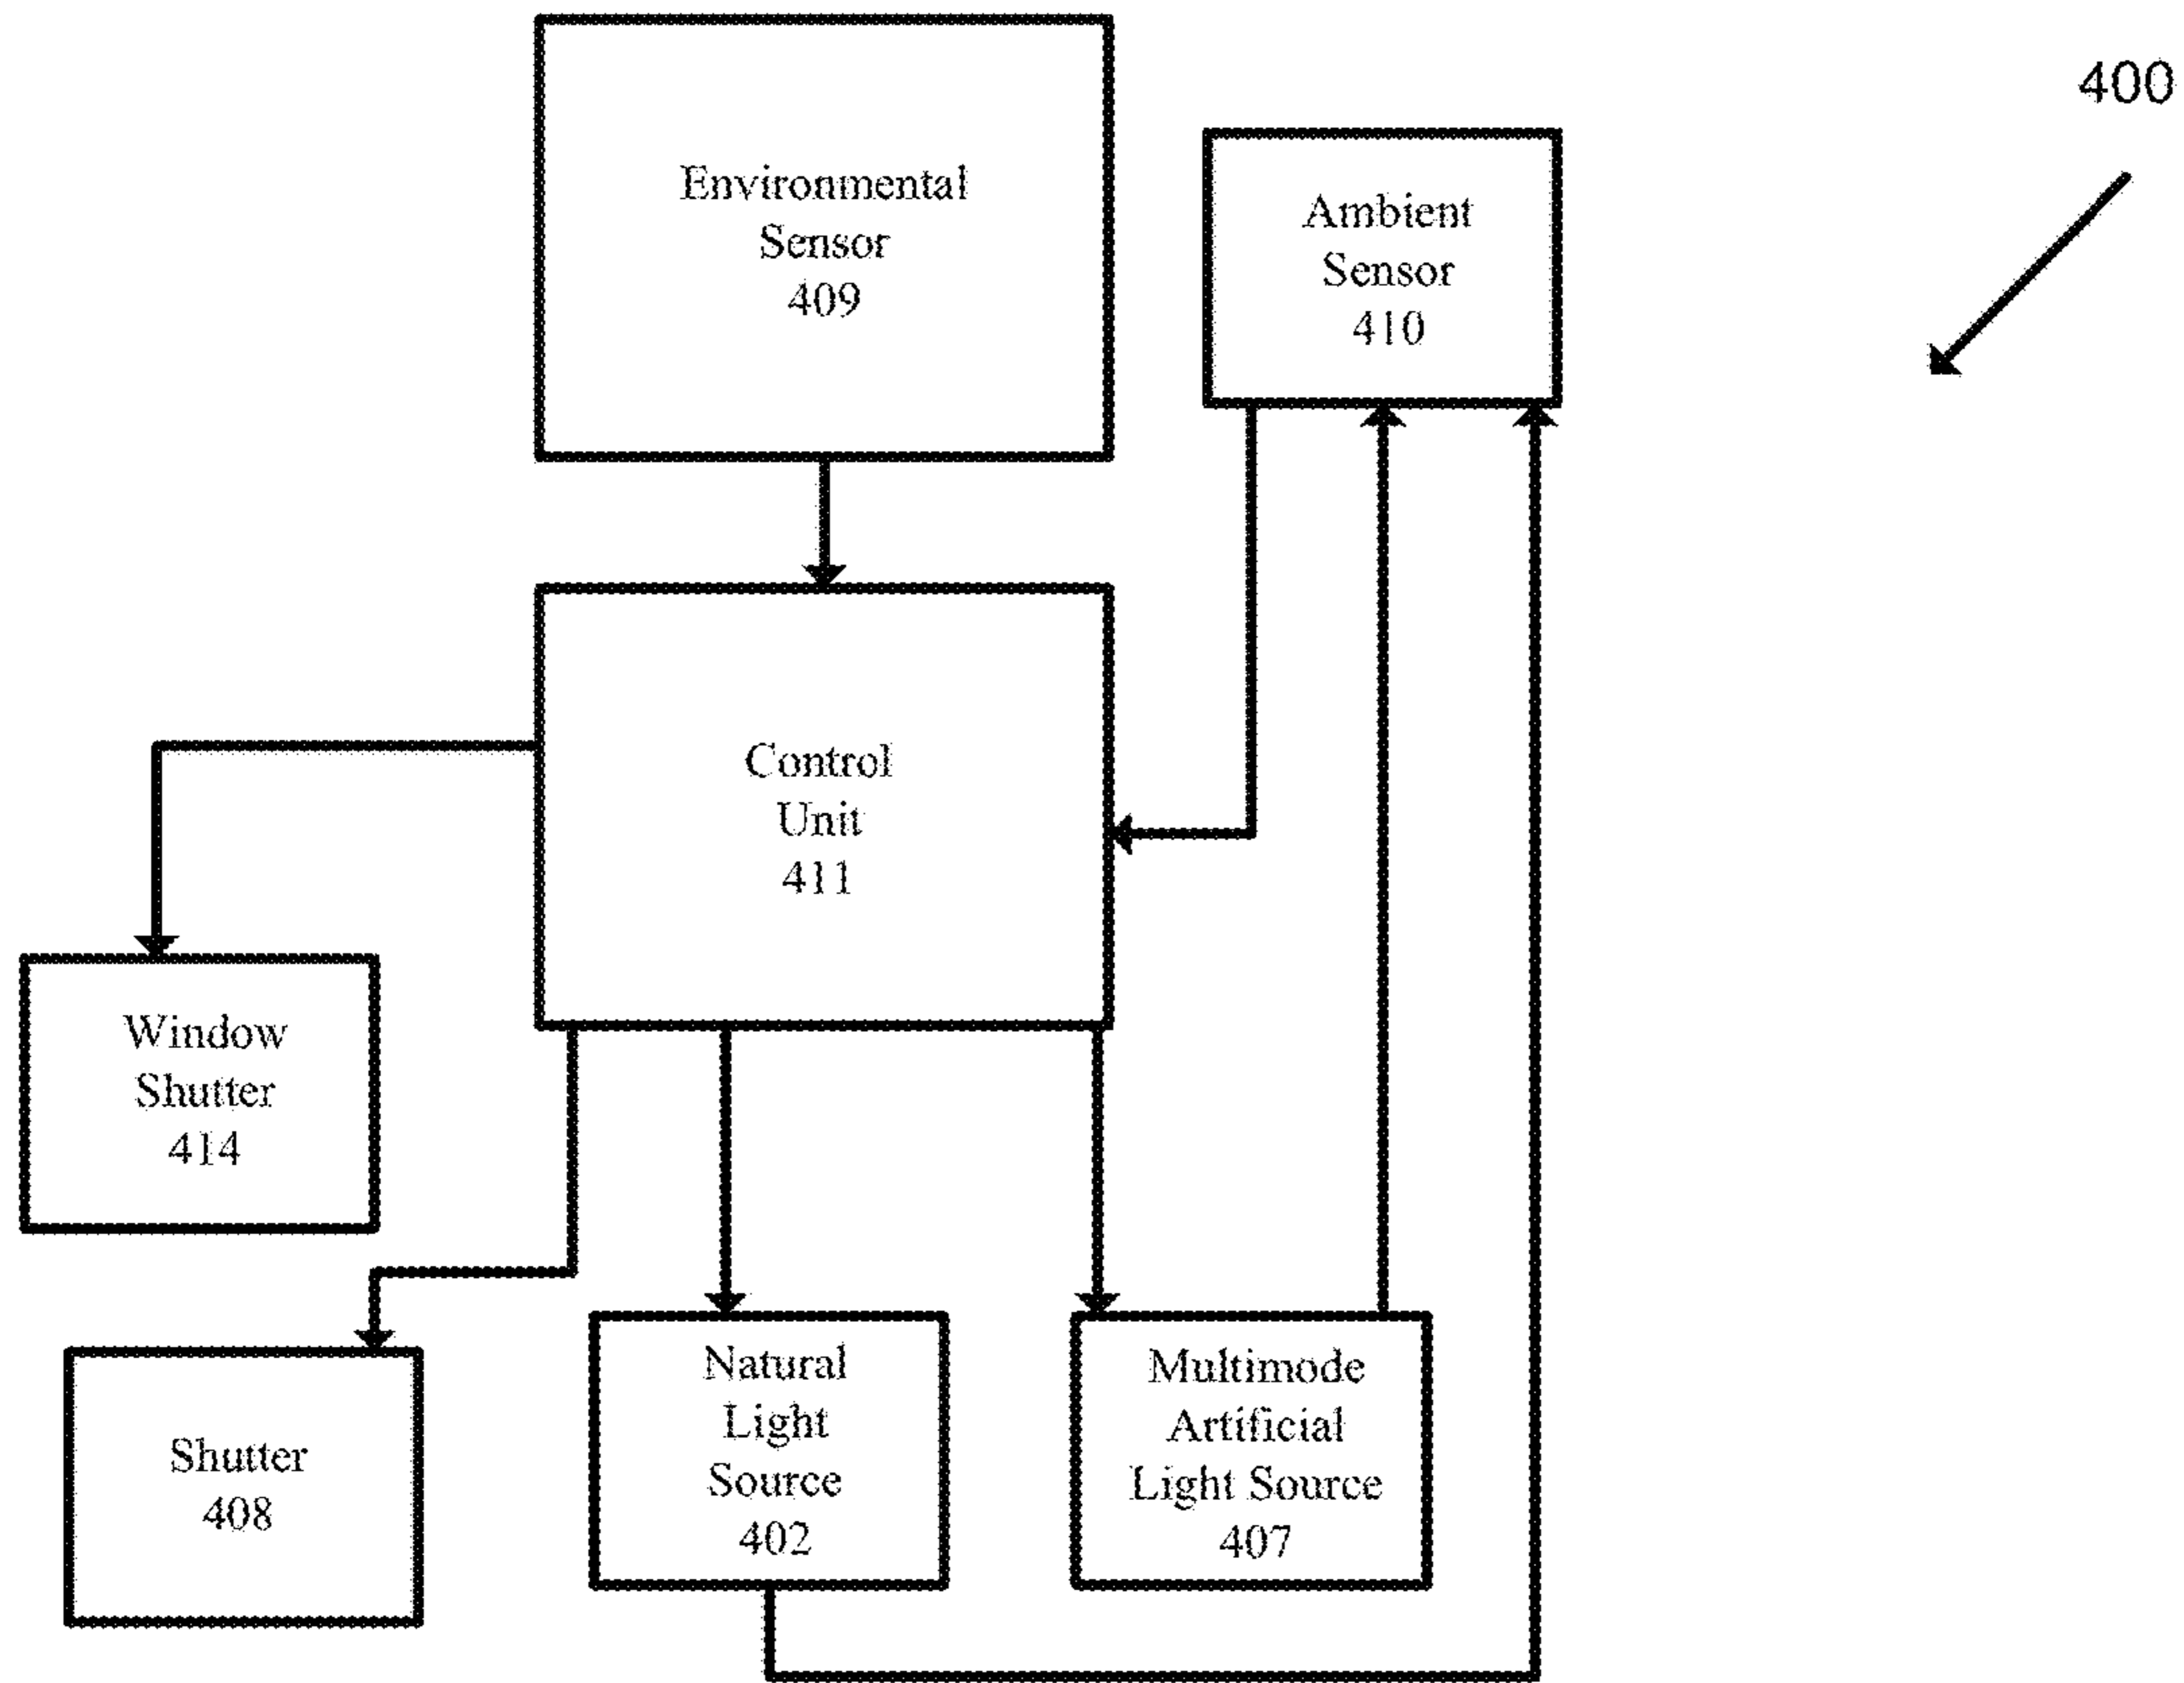 400
Environmental
Sensor
409
Ambient
Sensor
410
Control
Unit
411
Window
Shutter
414
Shutter
408
Natural
Light
Source
402
Multimode
Artificial
Light Source
407